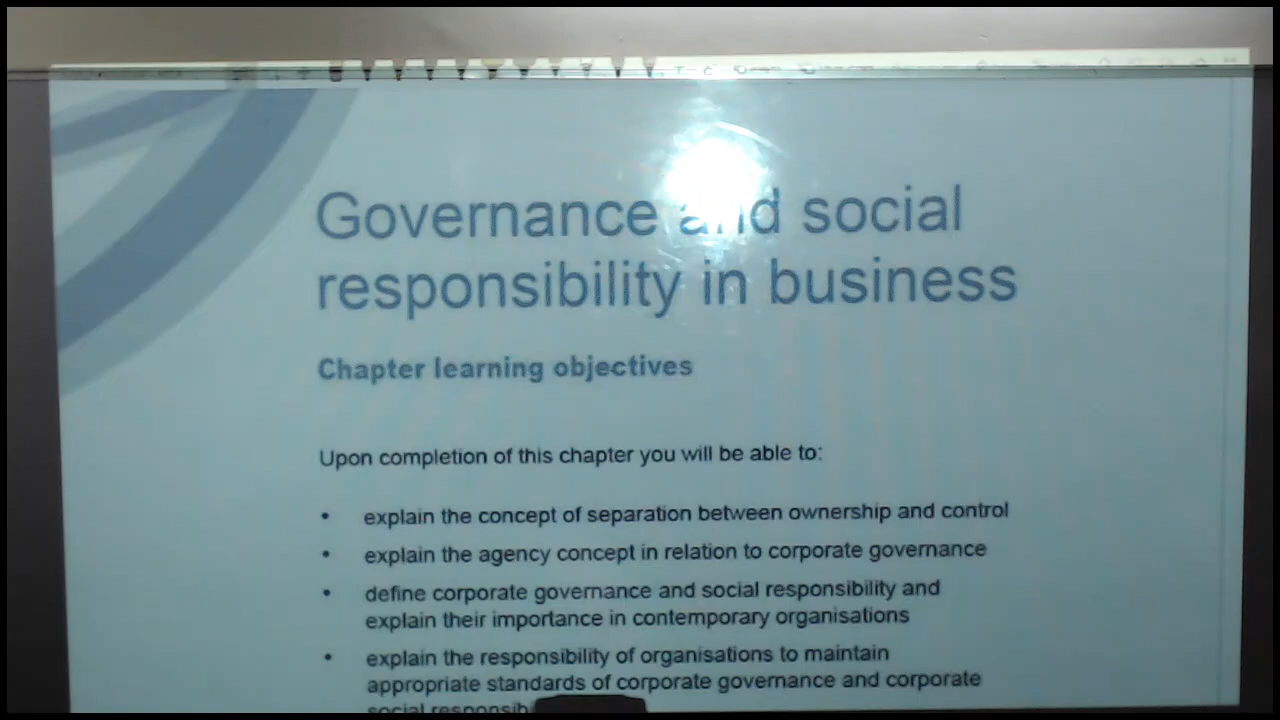 Governance and social
responsibility in business
Chapter learning objectives
Upon completion of this chapter you will be able to:
• explain the concept of separation between ownership and control
• explain the agency concept in relation to corporate governance
• define corporate governance and social responsibility and
explain their importance in contemporary organisations
• explain the responsibility of organisations to maintain
appropriate standards of corporate governance and corporate
social